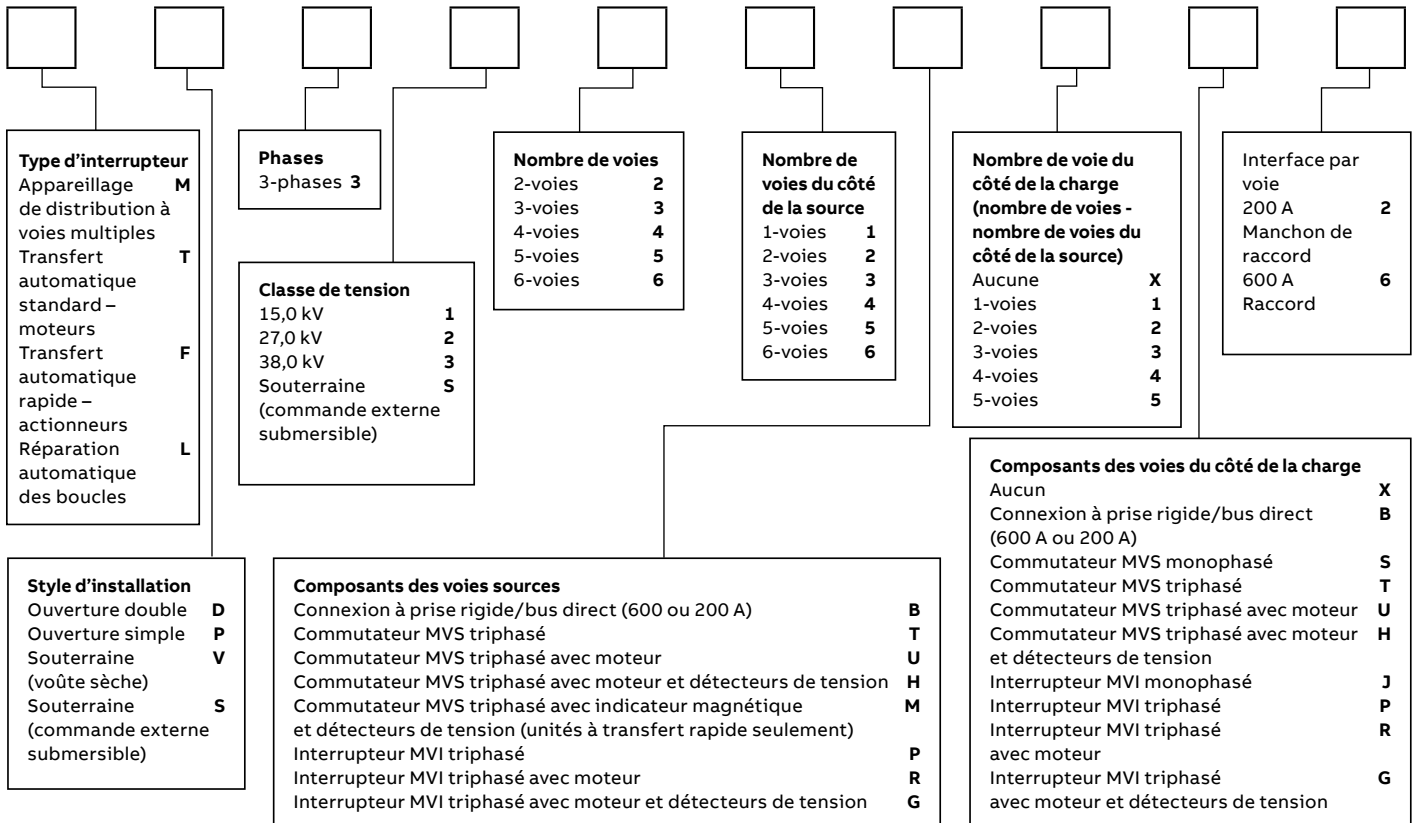 Type d'interrupteur
Appareillage M
de distribution à
voies multiples
Transfert T
automatique
standard –
moteurs
Transfert F
automatique
rapide –
actionneurs
Réparation L
automatique
des boucles
Phases
3-phases 3
Classe de tension
15,0 kV 1
27,0 kV 2
38,0 kV 3
Souterraine S
(commande externe
submersible)
Nombre de voies
2-voies 2
3-voies 3
4-voies 4
5-voies 5
6-voies 6
Nombre de
voies du côté
de la source
1-voies 1
2-voies 2
3-voies 3
4-voies 4
5-voies 5
6-voies 6
Nombre de voie du
côté de la charge
(nombre de voies -
nombre de voies du
côté de la source)
Aucune X
1-voies 1
2-voies 2
3-voies 3
4-voies 4
5-voies 5
Interface par
voie
200 A 2
Manchon de
raccord
600 A 6
Raccord
Style d'installation
Ouverture double D
Ouverture simple P
Souterraine V
(voûte sèche)
Souterraine S
(commande externe
submersible)
Composants des voies sources
Connexion à prise rigide/bus direct (600 ou 200 A) B
Commutateur MVS triphasé T
Commutateur MVS triphasé avec moteur U
Commutateur MVS triphasé avec moteur et détecteurs de tension H
Commutateur MVS triphasé avec indicateur magnétique M
et détecteurs de tension (unités à transfert rapide seulement)
Interrupteur MVI triphasé P
Interrupteur MVI triphasé avec moteur R
Interrupteur MVI triphasé avec moteur et détecteurs de tension G
Composants des voies du côté de la charge
Aucun X
Connexion à prise rigide/bus direct B
(600 A ou 200 A)
Commutateur MVS monophasé S
Commutateur MVS triphasé T
Commutateur MVS triphasé avec moteur U
Commutateur MVS triphasé avec moteur H
et détecteurs de tension
Interrupteur MVI monophasé J
Interrupteur MVI triphasé P
Interrupteur MVI triphasé R
avec moteur
Interrupteur MVI triphasé G
avec moteur et détecteurs de tension